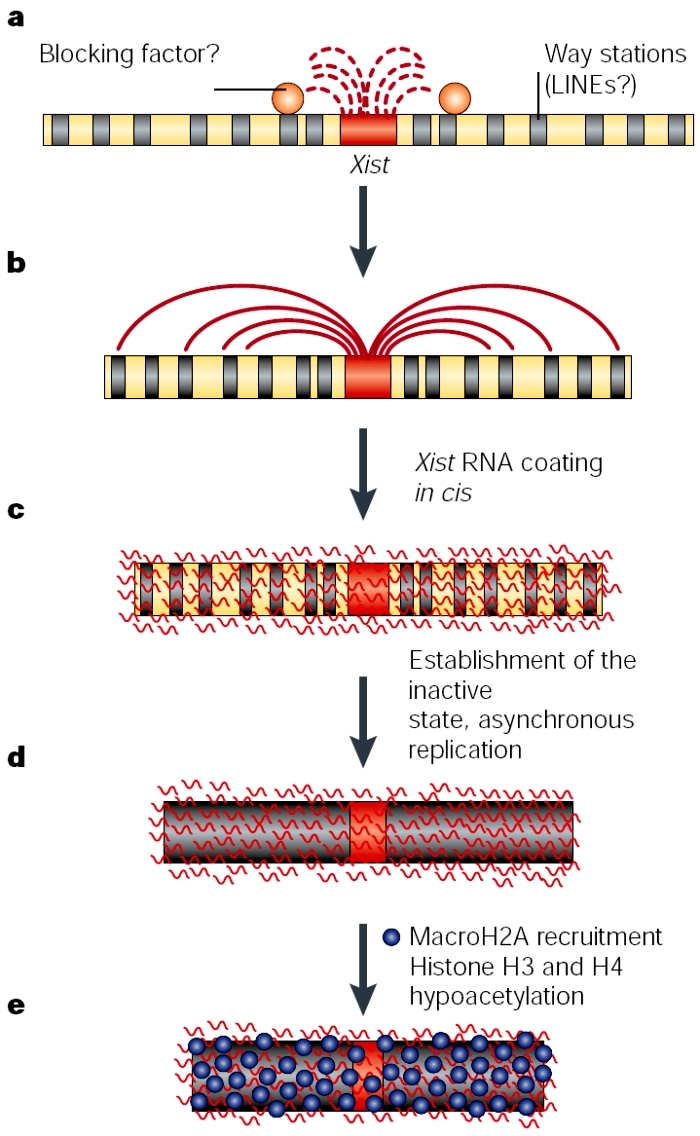 a
Blocking factor?
Way stations
(LINEs?)
Xist
b
Xist RNA coating
in cis
c
Establishment of the
inactive
state, asynchronous
replication
d
MacroH2A recruitment
Histone H3 and H4
hypoacetylation
e